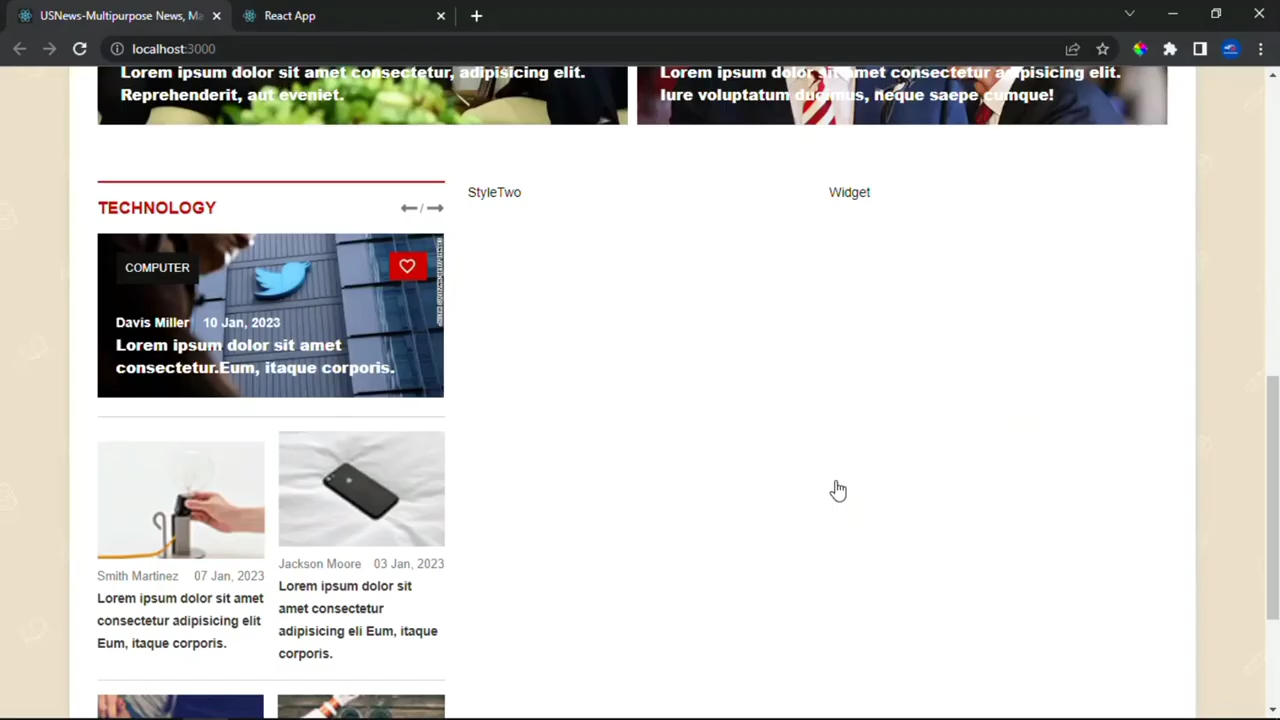 USNews-Multipurpose News, Ma
React App
localhost:3000
Lorem ipsum dolor sit amet consectetur, adipisicing elit.
Reprehenderit, aut eveniet.
Lorem ipsum dolor sit amet consectetur adipisicing elit.
Iure voluptatum ducimus, neque saepe cumque!
TECHNOLOGY
/
StyleTwo
Widget
COMPUTER
Davis Miller 10 Jan, 2023
Lorem ipsum dolor sit amet
consectetur.Eum, itaque corporis.
Smith Martinez 07 Jan, 2023
Lorem ipsum dolor sit amet
consectetur adipisicing elit
Eum, itaque corporis.
Jackson Moore 03 Jan, 2023
Lorem ipsum dolor sit
amet consectetur
adipisicing eli Eum, itaque
corporis.